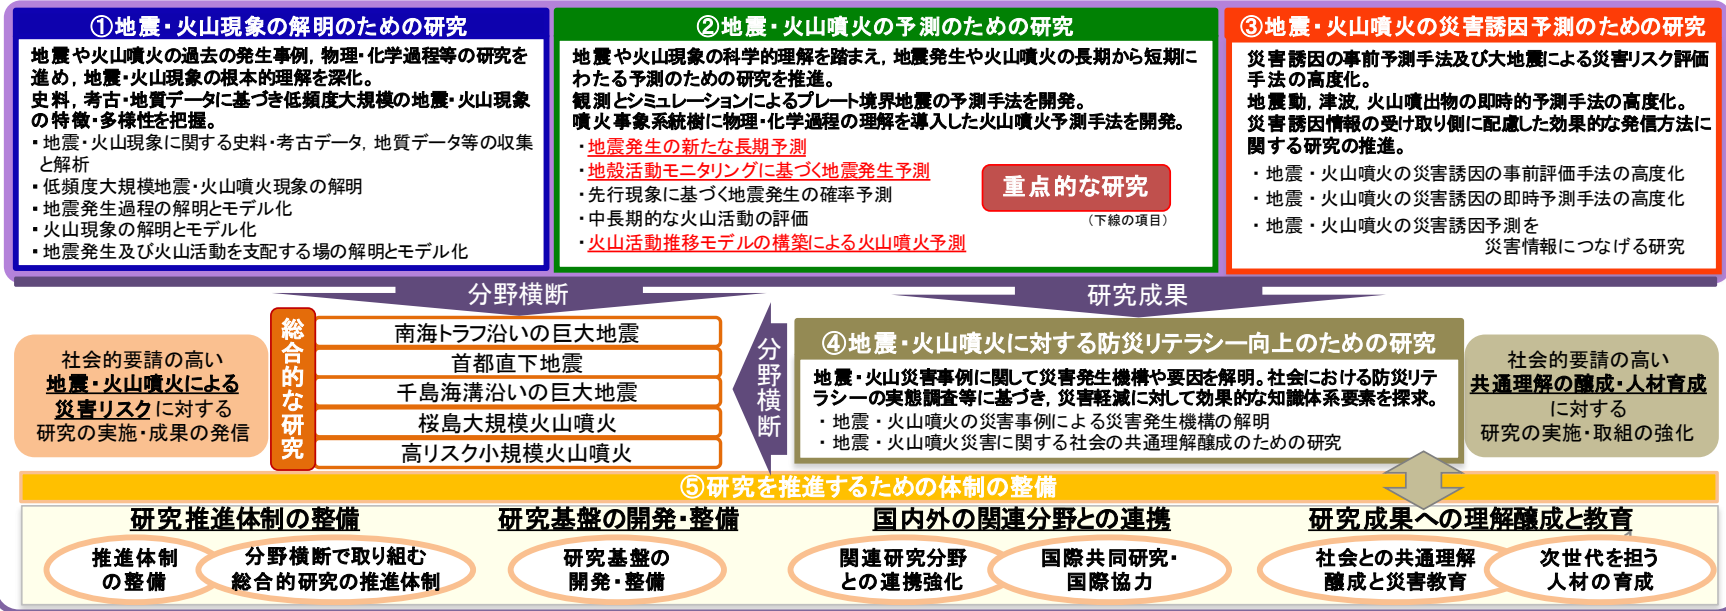 ①地震・火山現象の解明のための研究
地震や火山噴火の過去の発生事例，物理・化学過程等の研究を
進め，地震・火山現象の根本的理解を深化。
史料，考古・地質データに基づき低頻度大規模の地震・火山現象
の特徴・多様性を把握。
・地震・火山現象に関する史料・考古データ，地質データ等の収集
と解析
・低頻度大規模地震・火山噴火現象の解明
・地震発生過程の解明とモデル化
・火山現象の解明とモデル化
・地震発生及び火山活動を支配する場の解明とモデル化
②地震・火山噴火の予測のための研究
地震や火山現象の科学的理解を踏まえ，地震発生や火山噴火の長期から短期に
わたる予測のための研究を推進。
観測とシミュレーションによるプレート境界地震の予測手法を開発。
噴火事象系統樹に物理・化学過程の理解を導入した火山噴火予測手法を開発。
・地震発生の新たな長期予測
・地殻活動モニタリングに基づく地震発生予測
・先行現象に基づく地震発生の確率予測
・中長期的な火山活動の評価
・火山活動推移モデルの構築による火山噴火予測
重点的な研究
（下線の項目）
③地震・火山噴火の災害誘因予測のための研究
災害誘因の事前予測手法及び大地震による災害リスク評価
手法の高度化。
地震動，津波，火山噴出物の即時的予測手法の高度化。
災害誘因情報の受け取り側に配慮した効果的な発信方法に
関する研究の推進。
・地震・火山噴火の災害誘因の事前評価手法の高度化
・地震・火山噴火の災害誘因の即時予測手法の高度化
・地震・火山噴火の災害誘因予測を
災害情報につなげる研究
分野横断
研究成果
社会的要請の高い
地震・火山噴火による
災害リスクに対する
研究の実施・成果の発信
総合的な研究
南海トラフ沿いの巨大地震
首都直下地震
千島海溝沿いの巨大地震
桜島大規模火山噴火
高リスク小規模火山噴火
分野横断
④地震・火山噴火に対する防災リテラシー向上のための研究
地震・火山災害事例に関して災害発生機構や要因を解明。社会における防災リテ
ラシーの実態調査等に基づき，災害軽減に対して効果的な知識体系要素を探求。
・地震・火山噴火の災害事例による災害発生機構の解明
・地震・火山噴火災害に関する社会の共通理解醸成のための研究
社会的要請の高い
共通理解の醸成・人材育成
に対する
研究の実施・取組の強化
⑤研究を推進するための体制の整備
研究推進体制の整備
推進体制
の整備
分野横断で取り組む
総合的研究の推進体制
研究基盤の開発・整備
研究基盤の
開発・整備
国内外の関連分野との連携
関連研究分野
との連携強化
国際共同研究・
国際協力
研究成果への理解醸成と教育
社会との共通理解
醸成と災害教育
次世代を担う
人材の育成